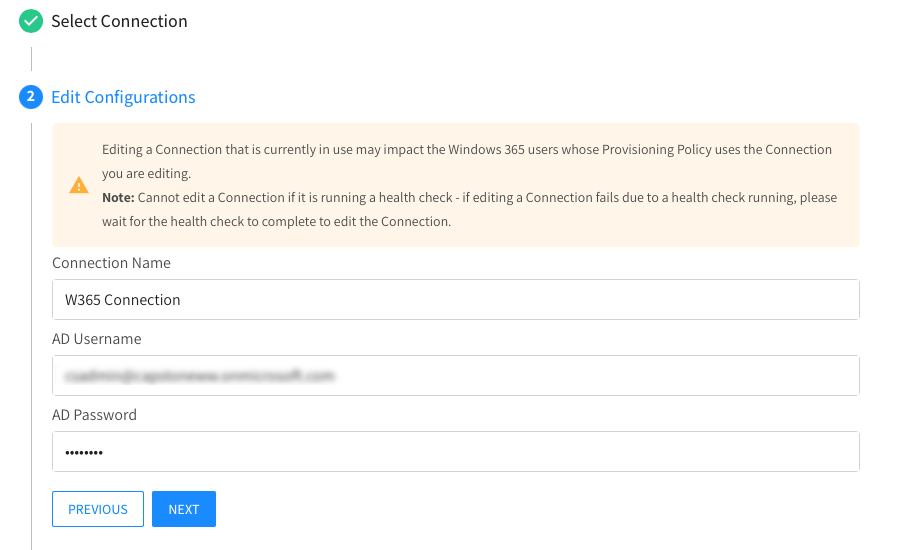 Select Connection
2 Edit Configurations
Editing a Connection that is currently in use may impact the Windows 365 users whose Provisioning Policy uses the Connection
you are editing.
Note: Cannot edit a Connection if it is running a health check - if editing a Connection fails due to a health check running, please
wait for the health check to complete to edit the Connection.
Connection Name
W365 Connection
AD Username
AD Password
••••••••
PREVIOUS NEXT